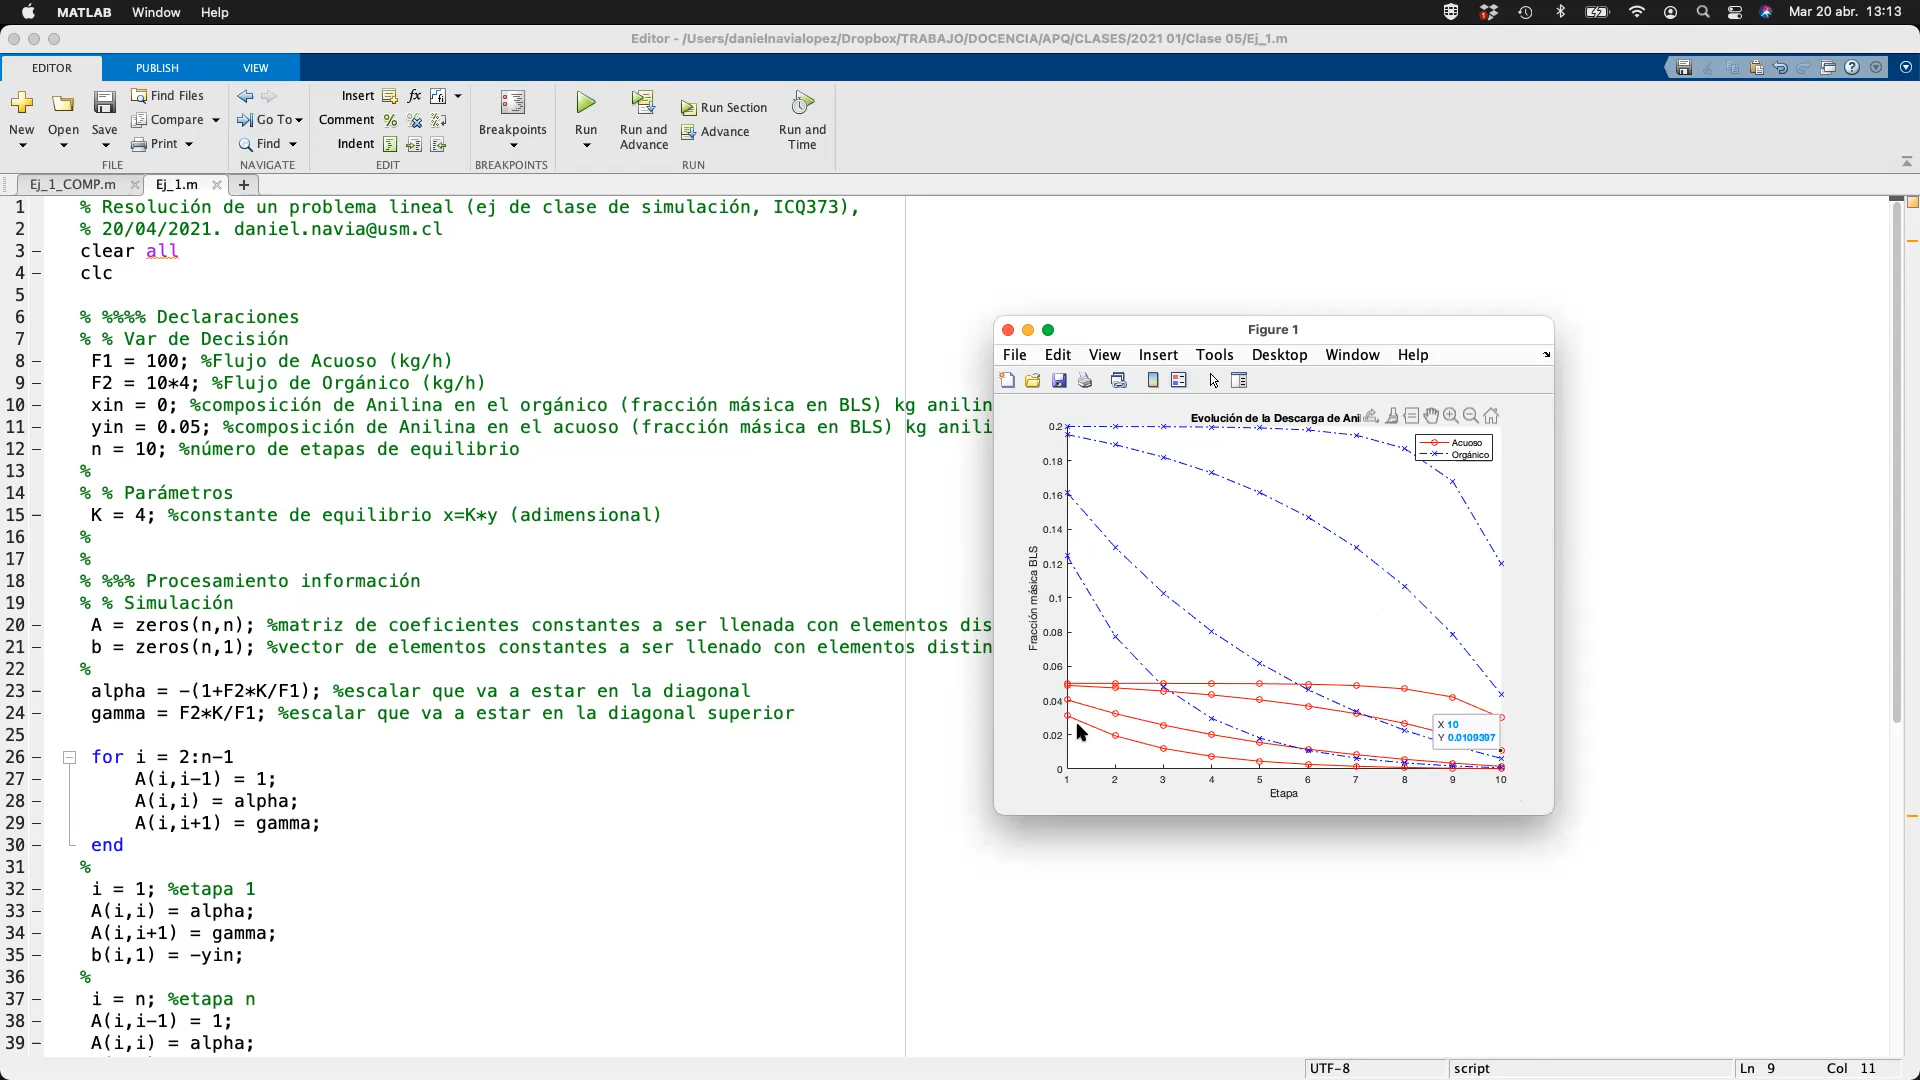 MATLAB Window Help Mar 20 abr. 13:13
Editor - /Users/danielnavialopez/Dropbox/TRABAJO/DOCENCIA/APQ/CLASES/2021 01/Clase 05/Ej_1.m
EDITOR PUBLISH VIEW
New Open Save Find Files Compare Print FILE
Go To Find NAVIGATE
Insert Comment Indent EDIT
Breakpoints BREAKPOINTS
Run Run and Advance Run Section Advance Run and Time RUN
Ej_1_COMP.m Ej_1.m
1 % Resolución de un problema lineal (ej de clase de simulación, ICQ373),
2 % 20/04/2021. daniel.navia@usm.cl
3 clear all
4 clc
5
6 % %%%% Declaraciones
7 % % Var de Decisión
8 F1 = 100; %Flujo de Acuoso (kg/h)
9 F2 = 10*4; %Flujo de Orgánico (kg/h)
10 xin = 0; %composición de Anilina en el orgánico (fracción másica en BLS) kg anilin
11 yin = 0.05; %composición de Anilina en el acuoso (fracción másica en BLS) kg anili
12 n = 10; %número de etapas de equilibrio
13 %
14 % % Parámetros
15 K = 4; %constante de equilibrio x=K*y (adimensional)
16 %
17 %
18 % %%% Procesamiento información
19 % % Simulación
20 A = zeros(n,n); %matriz de coeficientes constantes a ser llenada con elementos dis
21 b = zeros(n,1); %vector de elementos constantes a ser llenado con elementos distin
22 %
23 alpha = -(1+F2*K/F1); %escalar que va a estar en la diagonal
24 gamma = F2*K/F1; %escalar que va a estar en la diagonal superior
25
26 for i = 2:n-1
27 A(i,i-1) = 1;
28 A(i,i) = alpha;
29 A(i,i+1) = gamma;
30 end
31 %
32 i = 1; %etapa 1
33 A(i,i) = alpha;
34 A(i,i+1) = gamma;
35 b(i,1) = -yin;
36 %
37 i = n; %etapa n
38 A(i,i-1) = 1;
39 A(i,i) = alpha;
Figure 1
File Edit View Insert Tools Desktop Window Help
Evolución de la Descarga de Ani
Acuoso
Orgánico
0.2
0.18
0.16
0.14
0.12
0.1
0.08
0.06
0.04
0.02
0
Fracción másica BLS
X 10
Y 0.0109397
1 2 3 4 5 6 7 8 9 10
Etapa
UTF-8 script Ln 9 Col 11